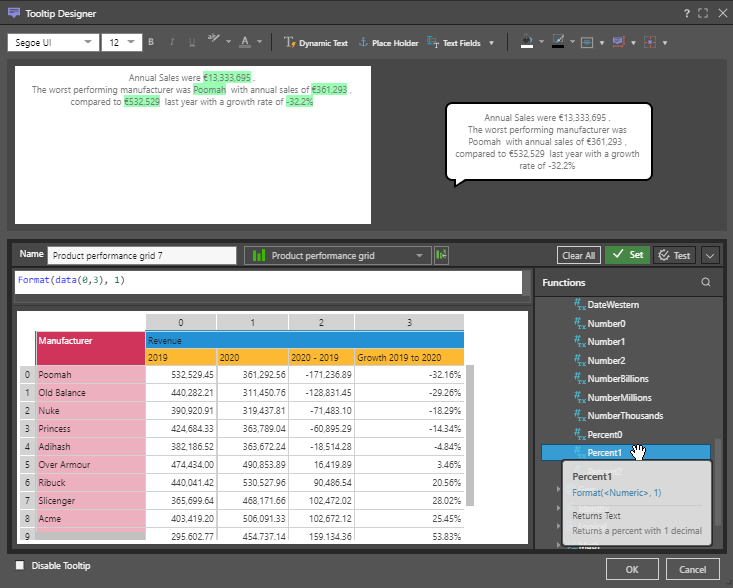 Tooltip Designer
?
Segoe UI
12
B I U
A
Dynamic Text
Place Holder
Text Fields
Annual Sales were €13,333,695 .
The worst performing manufacturer was Poomah with annual sales of €361,293 ,
compared to €532,529 last year with a growth rate of -32.2%
Annual Sales were €13,333,695 .
The worst performing manufacturer was
Poomah with annual sales of €361,293 ,
compared to €532,529 last year with a growth
rate of -32.2%
Name
Product performance grid 7
Product performance grid
Clear All
Set
Test
Format(data(0,3), 1)
0 1 2 3
Manufacturer Revenue
2019 2020 2020 - 2019 Growth 2019 to 2020
0 Poomah 532,529.45 361,292.56 -171,236.89 -32.16%
1 Old Balance 440,282.21 311,450.76 -128,831.45 -29.26%
2 Nuke 390,920.91 319,437.81 -71,483.10 -18.29%
3 Princess 424,684.33 363,789.04 -60,895.29 -14.34%
4 Adihash 382,186.52 363,672.24 -18,514.28 -4.84%
5 Over Armour 474,434.00 490,853.89 16,419.89 3.46%
6 Ribuck 440,041.42 530,527.96 90,486.54 20.56%
7 Slicenger 365,699.64 468,171.66 102,472.02 28.02%
8 Acme 403,419.20 506,091.33 102,672.12 25.45%
9 295,602.77 454,737.14 159,134.36 53.83%
Functions
DateWestern
Number0
Number1
Number2
NumberBillions
NumberMillions
NumberThousands
Percent0
Percent1
Percent1
Format(<Numeric>, 1)
Returns Text
Returns a percent with 1 decimal
Disable Tooltip
OK
Cancel